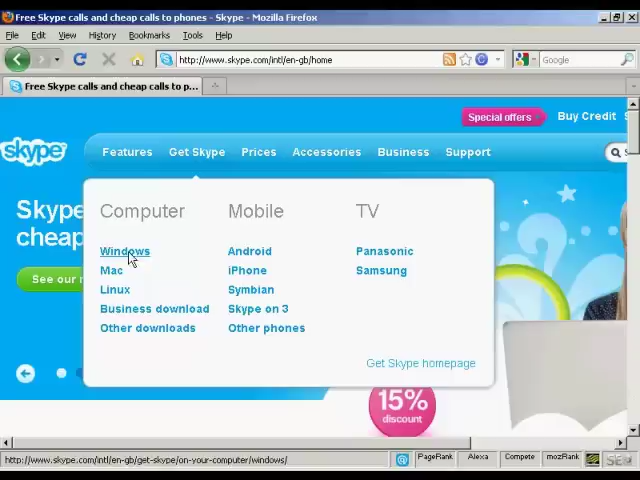 Free Skype calls and cheap calls to phones - Skype - Mozilla Firefox
File Edit View History Bookmarks Tools Help
http://www.skype.com/intl/en-gb/home
Google
Free Skype calls and cheap calls to p...
Special offers Buy Credit S
skype Features Get Skype Prices Accessories Business Support
Skype
cheap
See our
Computer Mobile TV
Windows Android Panasonic
Mac iPhone Samsung
Linux Symbian
Business download Skype on 3
Other downloads Other phones
Get Skype homepage
15%
discount
http://www.skype.com/intl/en-gb/get-skype/on-your-computer/windows/
PageRank Alexa Compete mozRank